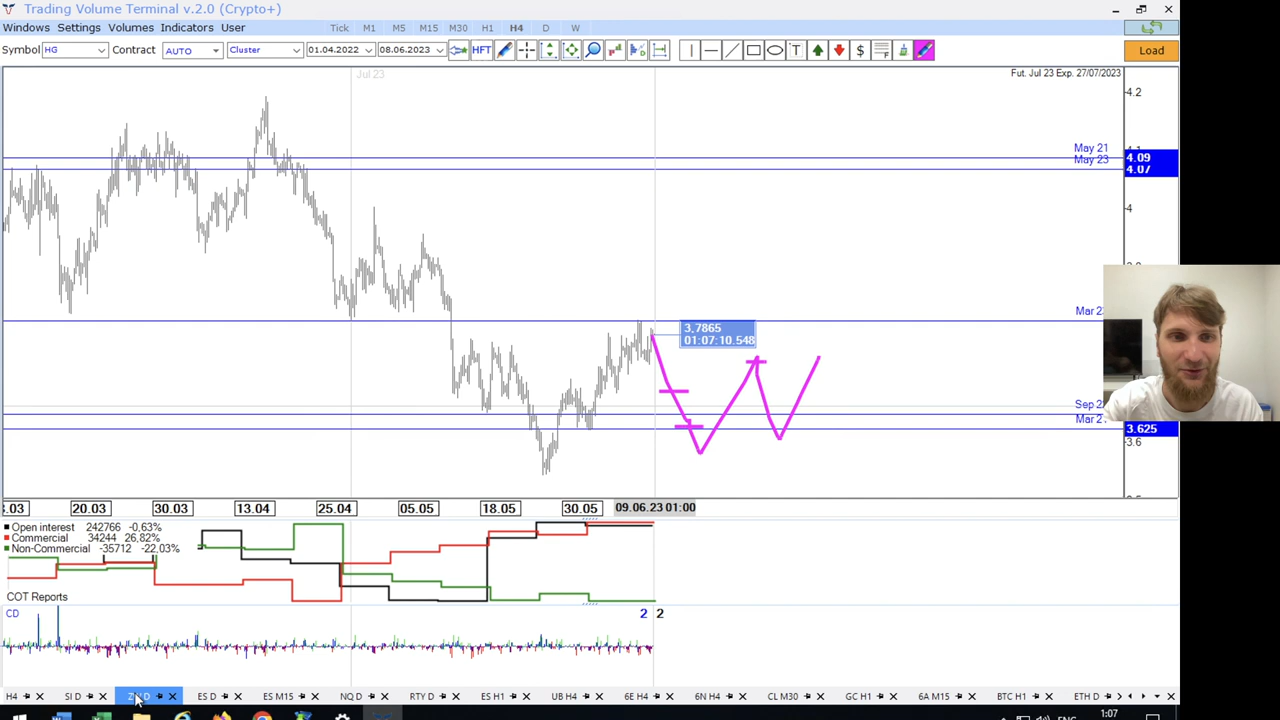 Trading Volume Terminal v.2.0 (Crypto+)
Windows Settings Volumes Indicators User Tick M1 M5 M15 M30 H1 H4 D W
Symbol HG Contract AUTO Cluster 01.04.2022 08.06.2023 HFT T F $ Load
Jul 23 Fut. Jul 23 Exp. 27/07/2023
4.2
May 21
4.09
May 23
4.07
4
Mar 2
3,7865
01:07:10.548
Sep 2
Mar 2
3.625
3.6
20.03 30.03 13.04 25.04 05.05 18.05 30.05 09.06.23 01:00
Open interest 242766 -0,63%
Commercial 34244 26,82%
Non-Commercial -35712 -22,03%
COT Reports
CD 2 2
H4 SI D D ES D ES M15 NQ D RTY D ES H1 UB H4 6E H4 6N H4 CL M30 GC H1 6A M15 BTC H1 ETH D
ENG 1:07